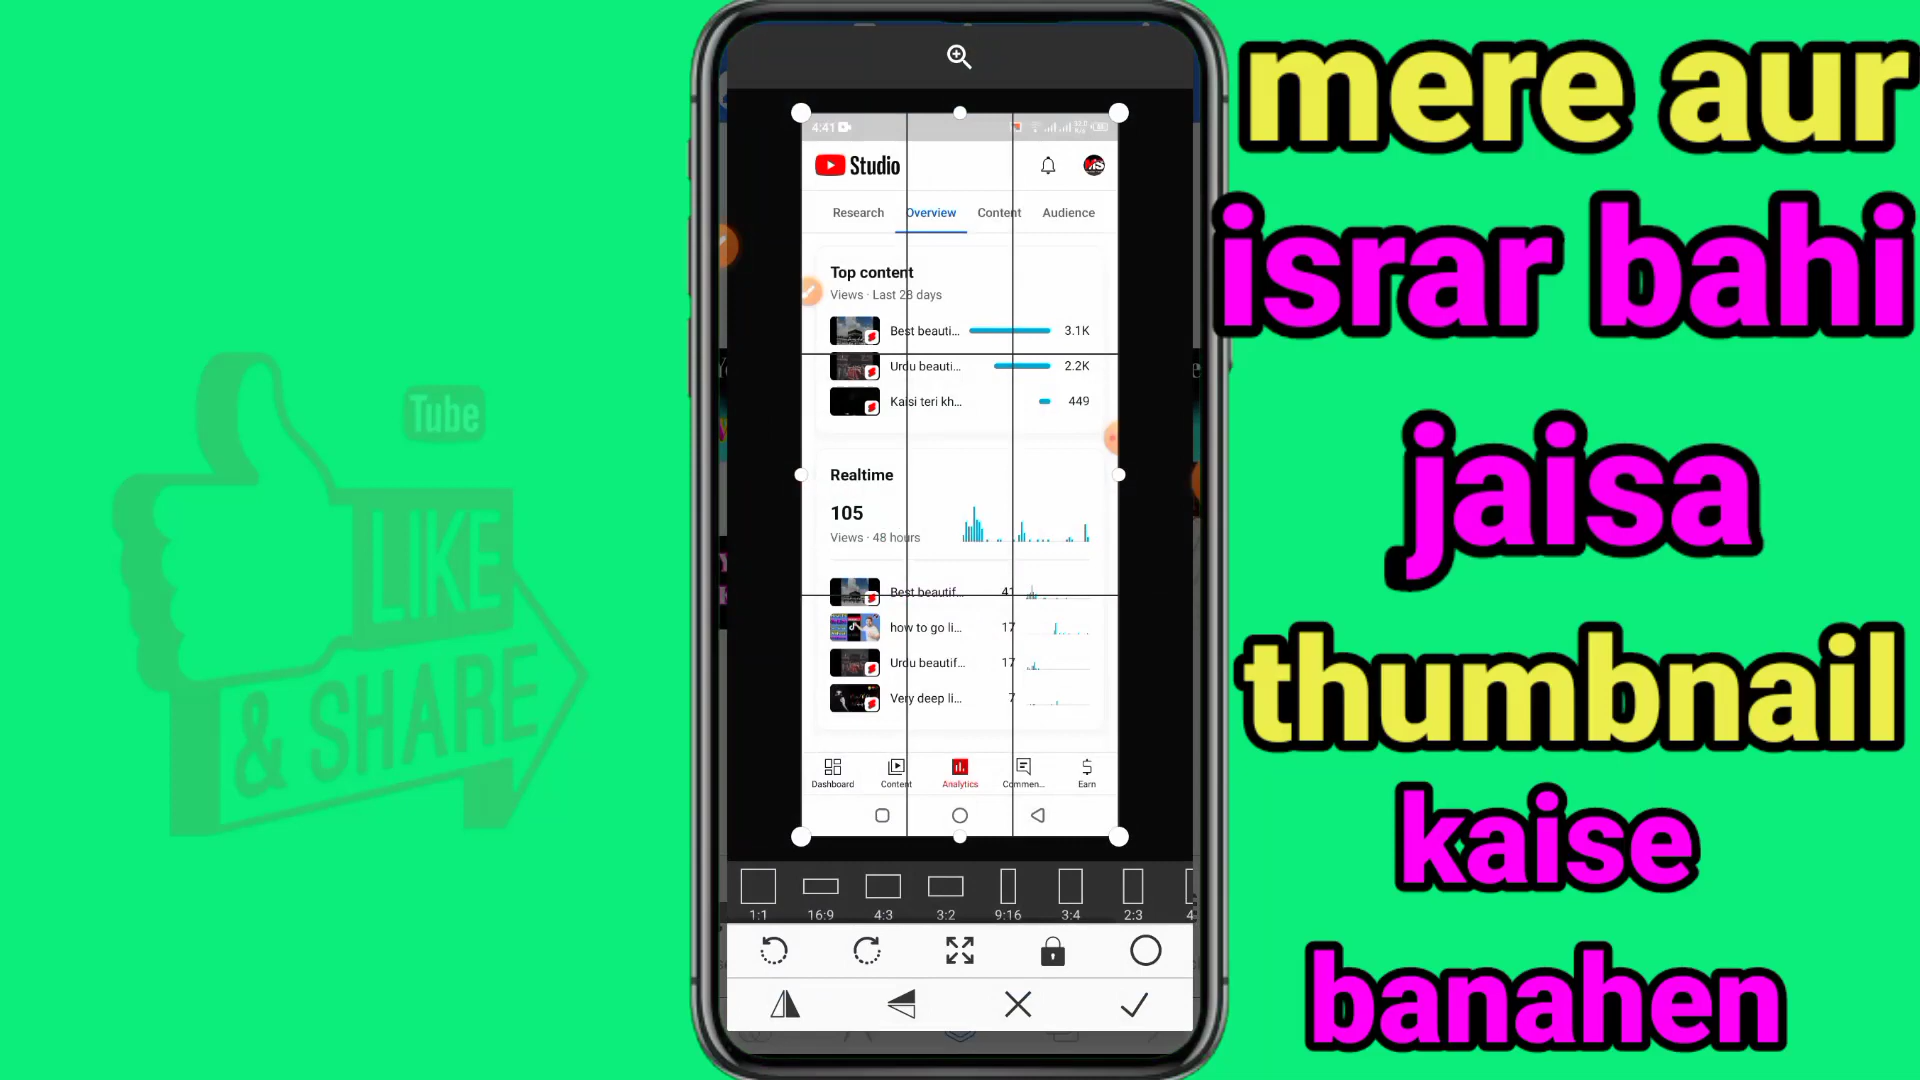 mere aur
israr bahi
jaisa
thumbnail
kaise
banahen
Tube
LIKE
& SHARE
4:41
Studio
Research Overview Content Audience
Top content
Views · Last 28 days
Best beauti... 3.1K
Urdu beauti... 2.2K
Kaisi teri kh... 449
Realtime
105
Views · 48 hours
Best beautif... 41
how to go li... 17
Urdu beautif... 17
Very deep li... 7
Dashboard Content Analytics Commen... Earn
1:1 16:9 4:3 3:2 9:16 3:4 2:3